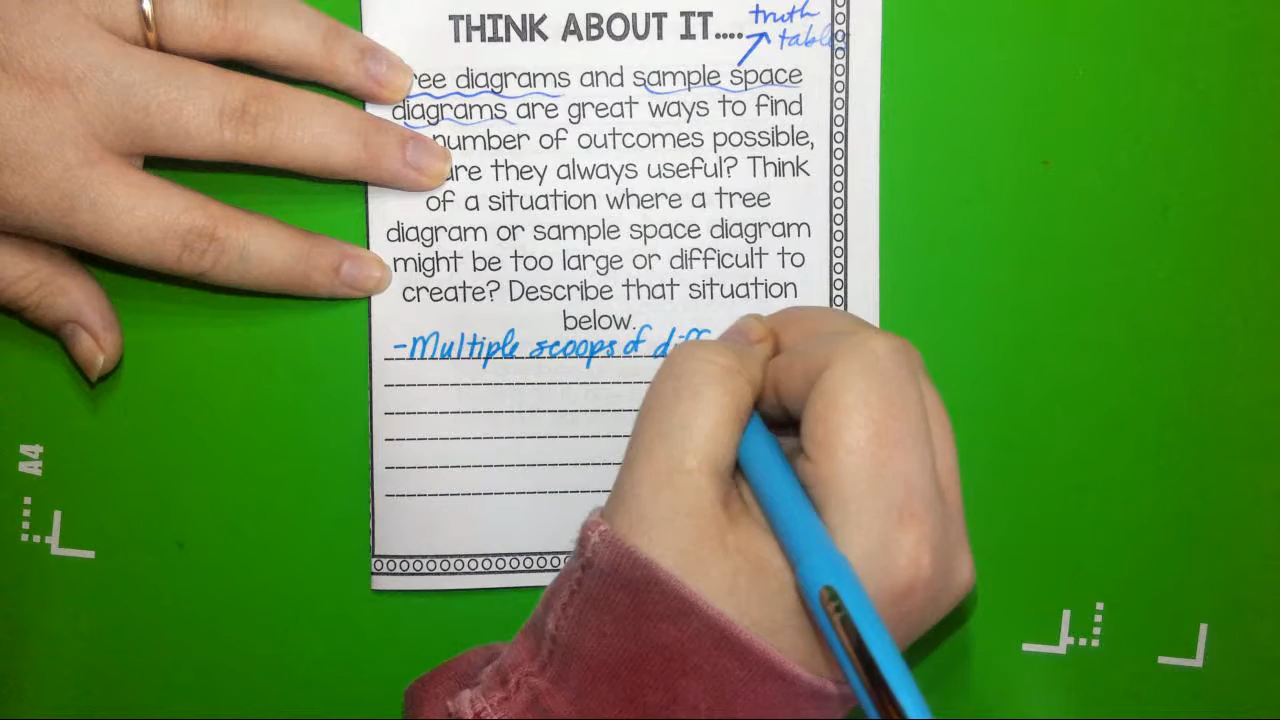 THINK ABOUT IT....
truth
table
ree diagrams and sample space
diagrams are great ways to find
number of outcomes possible,
are they always useful? Think
of a situation where a tree
diagram or sample space diagram
might be too large or difficult to
create? Describe that situation
below.
-Multiple scoops of diff
A4